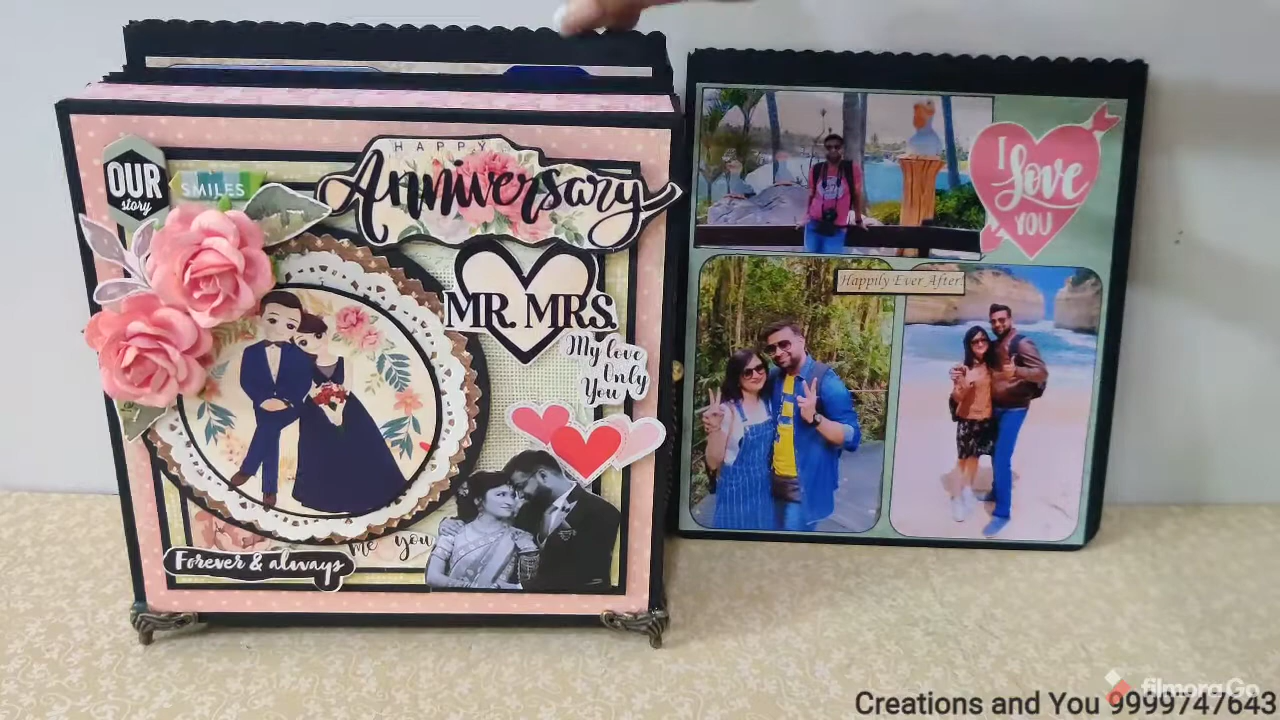 OUR
story
SMILES
HAPPY
Anniversary
MR. MRS.
My love
Only
You
me you
Forever & always
I
Love
YOU
Happily Ever After!
filmoraGo
Creations and You 9999747643